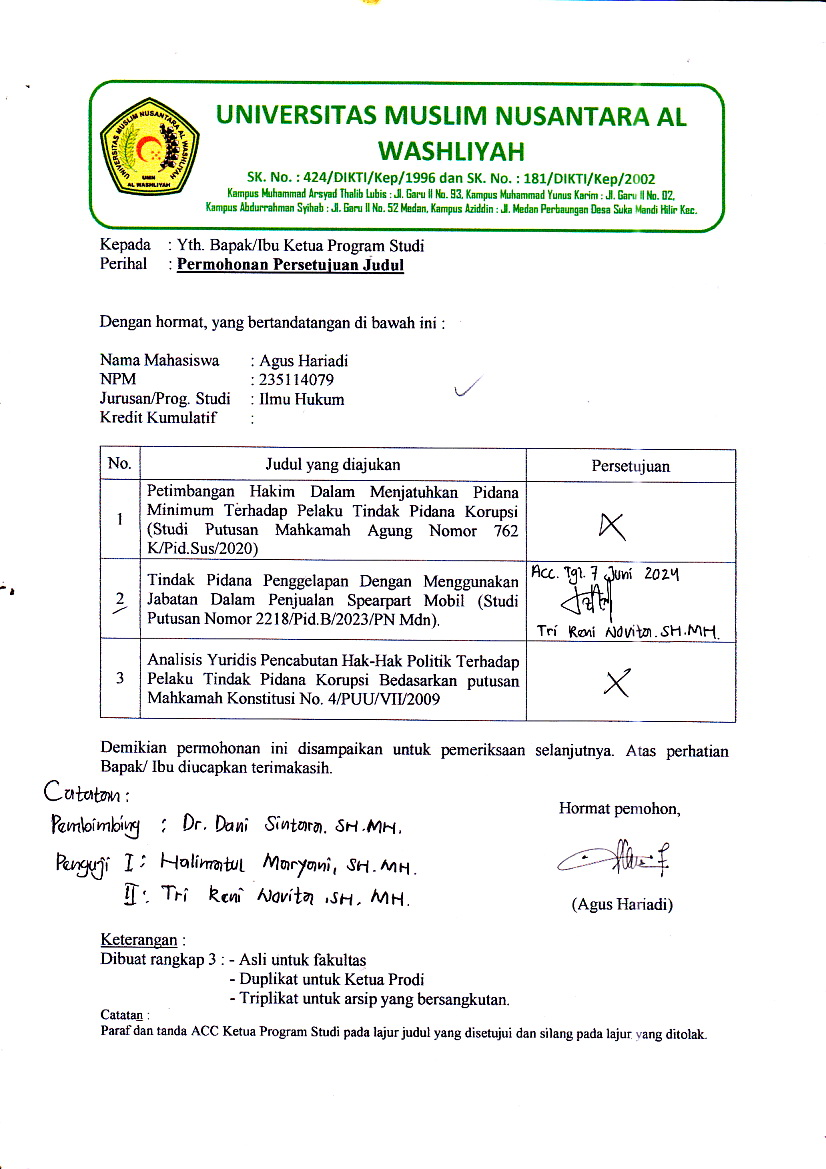 UNIVERSITAS MUSLIM NUSANTARA AL WASHLIYAH
UMN
AL WASHLIYAH
UNIVERSITAS MUSLIM NUSANTARA AL
WASHLIYAH
SK. No. : 424/DIKTI/Kep/1996 dan SK. No. : 181/DIKTI/Kep/2002
Kampus Muhammad Arsyad Thalib Lubis : Jl. Garu II No. 93, Kampus Muhammad Yunus Karim : Jl. Garu II No. 02,
Kampus Abdurrahman Syihab : Jl. Garu II No. 52 Medan, Kampus Aziddin : Jl. Medan Perbaungan Desa Suka Mandi Hilir Kec.
Kepada : Yth. Bapak/Ibu Ketua Program Studi
Perihal : Permohonan Persetujuan Judul
Dengan hormat, yang bertandatangan di bawah ini :
Nama Mahasiswa : Agus Hariadi
NPM : 235114079
Jurusan/Prog. Studi : Ilmu Hukum
Kredit Kumulatif :
No. Judul yang diajukan Persetujuan
1 Petimbangan Hakim Dalam Menjatuhkan Pidana
Minimum Terhadap Pelaku Tindak Pidana Korupsi
(Studi Putusan Mahkamah Agung Nomor 762
K/Pid.Sus/2020)
2 Tindak Pidana Penggelapan Dengan Menggunakan
Jabatan Dalam Penjualan Spearpart Mobil (Studi
Putusan Nomor 2218/Pid.B/2023/PN Mdn).
Acc. Tgl. 7 Juni 2024
Tri Reni Novita. SH.MH.
3 Analisis Yuridis Pencabutan Hak-Hak Politik Terhadap
Pelaku Tindak Pidana Korupsi Bedasarkan putusan
Mahkamah Konstitusi No. 4/PUU/VII/2009
Demikian permohonan ini disampaikan untuk pemeriksaan selanjutnya. Atas perhatian
Bapak/ Ibu diucapkan terimakasih.
Catatan :
Pembimbing : Dr. Dani Sintara. SH.MH.
Penguji I : Halimatul Maryani, SH.MH.
II : Tri Reni Novita .SH. MH.
Hormat pemohon,
(Agus Hariadi)
Keterangan :
Dibuat rangkap 3 : - Asli untuk fakultas
- Duplikat untuk Ketua Prodi
- Triplikat untuk arsip yang bersangkutan.
Catatan :
Paraf dan tanda ACC Ketua Program Studi pada lajur judul yang disetujui dan silang pada lajur yang ditolak.